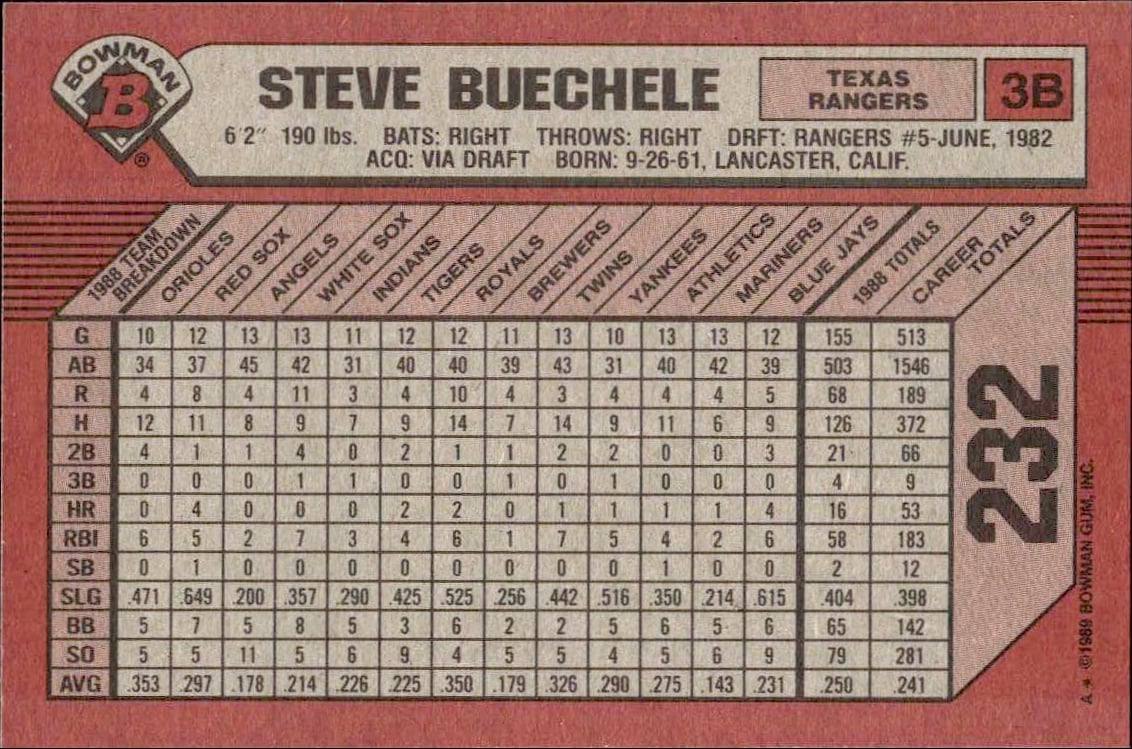 BOWMAN
B
®
STEVE BUECHELE
TEXAS
RANGERS
3B
6'2" 190 lbs. BATS: RIGHT THROWS: RIGHT DRFT: RANGERS #5-JUNE, 1982
ACQ: VIA DRAFT BORN: 9-26-61, LANCASTER, CALIF.
1988 TEAM BREAKDOWN ORIOLES RED SOX ANGELS WHITE SOX INDIANS TIGERS ROYALS BREWERS TWINS YANKEES ATHLETICS MARINERS BLUE JAYS 1988 TOTALS CAREER TOTALS
G 10 12 13 13 11 12 12 11 13 10 13 13 12 155 513
AB 34 37 45 42 31 40 40 39 43 31 40 42 39 503 1546
R 4 8 4 11 3 4 10 4 3 4 4 4 5 68 189
H 12 11 8 9 7 9 14 7 14 9 11 6 9 126 372
2B 4 1 1 4 0 2 1 1 2 2 0 0 3 21 66
3B 0 0 0 1 1 0 0 1 0 1 0 0 0 4 9
HR 0 4 0 0 0 2 2 0 1 1 1 1 4 16 53
RBI 6 5 2 7 3 4 6 1 7 5 4 2 6 58 183
SB 0 1 0 0 0 0 0 0 0 0 1 0 0 2 12
SLG .471 .649 .200 .357 .290 .425 .525 .256 .442 .516 .350 .214 .615 .404 .398
BB 5 7 5 8 5 3 6 2 2 5 6 5 6 65 142
SO 5 5 11 5 6 9 4 5 5 4 5 6 9 79 281
AVG .353 .297 .178 .214 .226 .225 .350 .179 .326 .290 .275 .143 .231 .250 .241
232
A * ©1989 BOWMAN GUM, INC.